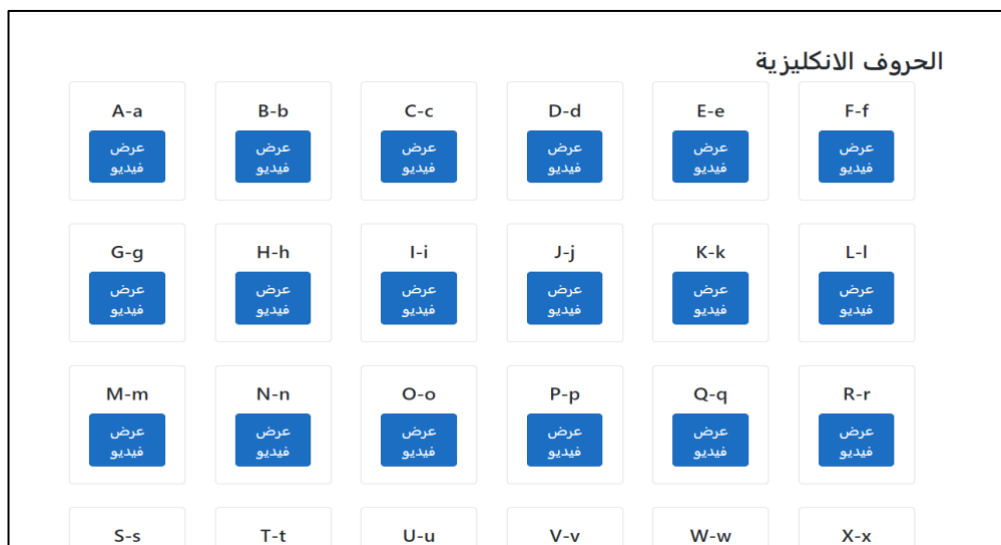 الحروف الانكليزية
A-a
B-b
C-c
D-d
E-e
F-f
عرض
فيديو
عرض
فيديو
عرض
فيديو
عرض
فيديو
عرض
فيديو
عرض
فيديو
G-g
H-h
I-i
J-j
K-k
L-l
عرض
فيديو
عرض
فيديو
عرض
فيديو
عرض
فيديو
عرض
فيديو
عرض
فيديو
M-m
N-n
O-o
P-p
Q-q
R-r
عرض
فيديو
عرض
فيديو
عرض
فيديو
عرض
فيديو
عرض
فيديو
عرض
فيديو
S-s
T-t
U-u
V-v
W-w
X-x